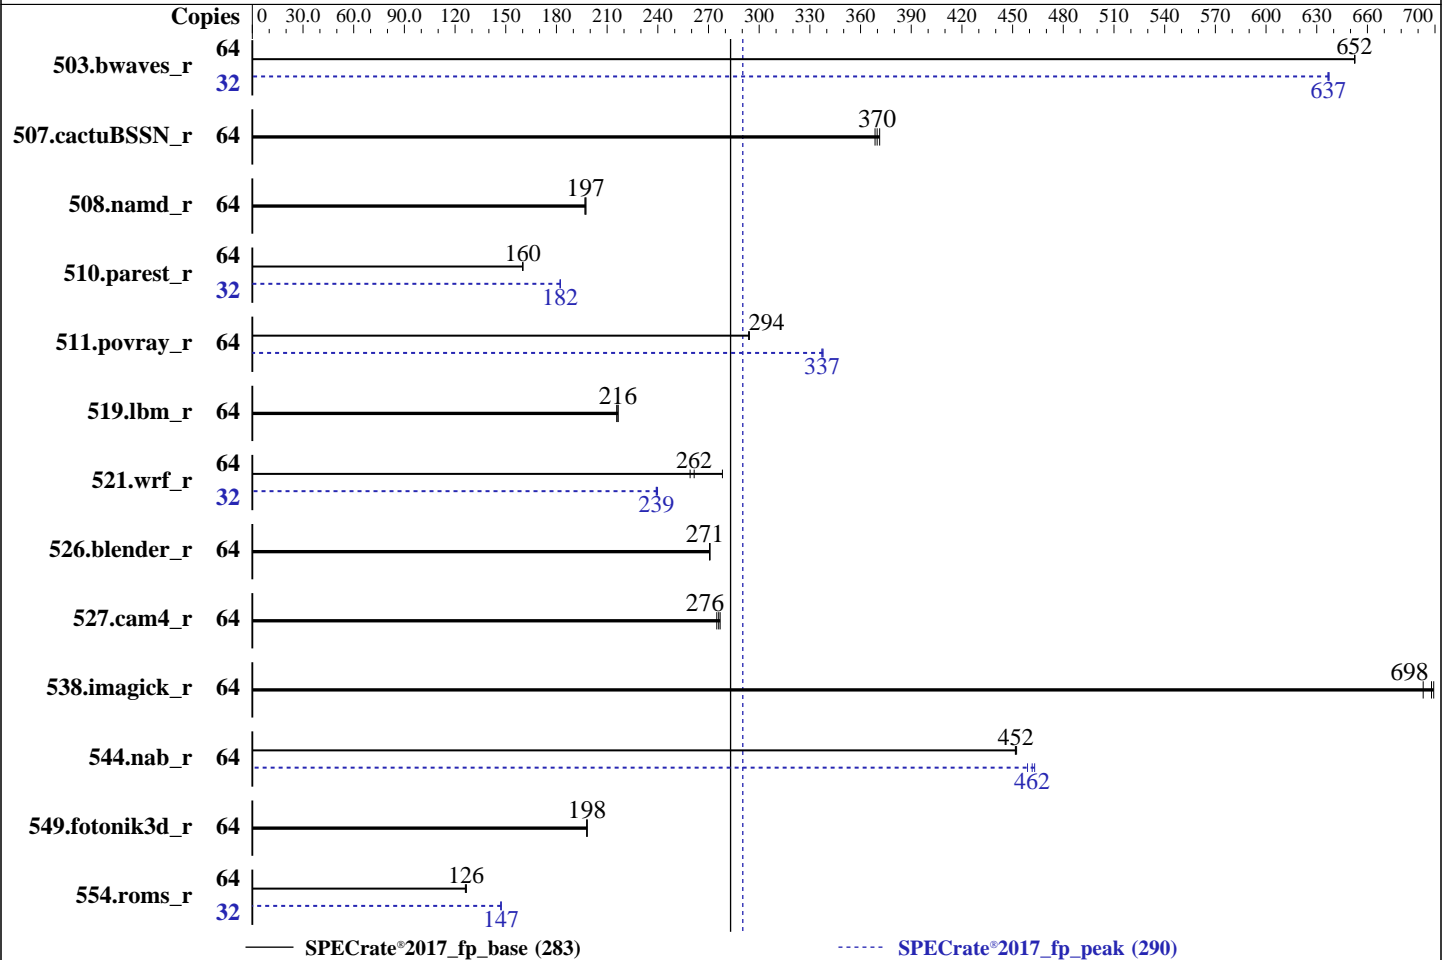 Copies 0 30.0 60.0 90.0 120 150 180 210 240 270 300 330 360 390 420 450 480 510 540 570 600 630 660 700
503.bwaves_r 64 652
32 637
507.cactuBSSN_r 64 370
508.namd_r 64 197
510.parest_r 64 160
32 182
511.povray_r 64 294
337
519.lbm_r 64 216
521.wrf_r 64 262
32 239
526.blender_r 64 271
527.cam4_r 64 276
538.imagick_r 64 698
544.nab_r 64 452
462
549.fotonik3d_r 64 198
554.roms_r 64 126
32 147
SPECrate®2017_fp_base (283) SPECrate®2017_fp_peak (290)